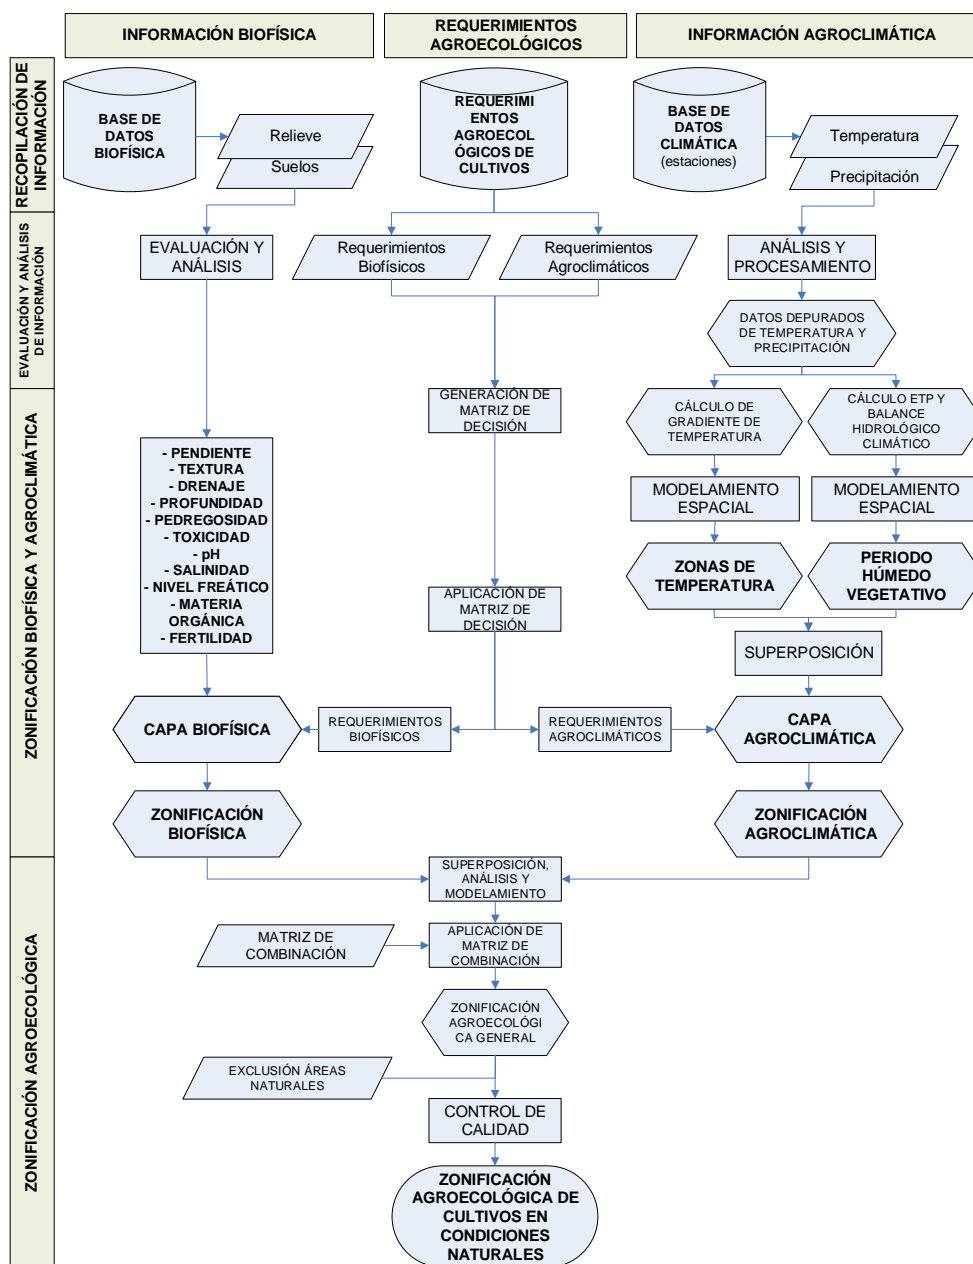 INFORMACIÓN BIOFÍSICA
REQUERIMIENTOS
AGROECOLÓGICOS
INFORMACIÓN AGROCLIMÁTICA
RECOPILACIÓN DE
INFORMACIÓN
BASE DE
DATOS
BIOFÍSICA
Relieve
Suelos
REQUERIMI
ENTOS
AGROECOL
ÓGICOS DE
CULTIVOS
BASE DE
DATOS
CLIMÁTICA
(estaciones)
Temperatura
Precipitación
EVALUACIÓN Y ANÁLISIS
DE INFORMACIÓN
EVALUACIÓN Y
ANÁLISIS
Requerimientos
Biofísicos
Requerimientos
Agroclimáticos
ANÁLISIS Y
PROCESAMIENTO
DATOS DEPURADOS
DE TEMPERATURA Y
PRECIPITACIÓN
ZONIFICACIÓN BIOFÍSICA Y AGROCLIMÁTICA
GENERACIÓN DE
MATRIZ DE
DECISIÓN
CÁLCULO DE
GRADIENTE DE
TEMPERATURA
CÁLCULO ETP Y
BALANCE
HIDROLÓGICO
CLIMÁTICO
- PENDIENTE
- TEXTURA
- DRENAJE
- PROFUNDIDAD
- PEDREGOSIDAD
- TOXICIDAD
- pH
- SALINIDAD
- NIVEL FREÁTICO
- MATERIA
ORGÁNICA
- FERTILIDAD
MODELAMIENTO
ESPACIAL
MODELAMIENTO
ESPACIAL
ZONAS DE
TEMPERATURA
PERIODO
HÚMEDO
VEGETATIVO
APLICACIÓN DE
MATRIZ DE
DECISIÓN
SUPERPOSICIÓN
CAPA BIOFÍSICA
REQUERIMIENTOS
BIOFÍSICOS
REQUERIMIENTOS
AGROCLIMÁTICOS
CAPA
AGROCLIMÁTICA
ZONIFICACIÓN
BIOFÍSICA
ZONIFICACIÓN
AGROCLIMÁTICA
ZONIFICACIÓN AGROECOLÓGICA
SUPERPOSICIÓN,
ANÁLISIS Y
MODELAMIENTO
MATRIZ DE
COMBINACIÓN
APLICACIÓN DE
MATRIZ DE
COMBINACIÓN
ZONIFICACIÓN
AGROECOLÓGI
CA GENERAL
EXCLUSIÓN ÁREAS
NATURALES
CONTROL DE
CALIDAD
ZONIFICACIÓN
AGROECOLÓGICA DE
CULTIVOS EN
CONDICIONES
NATURALES